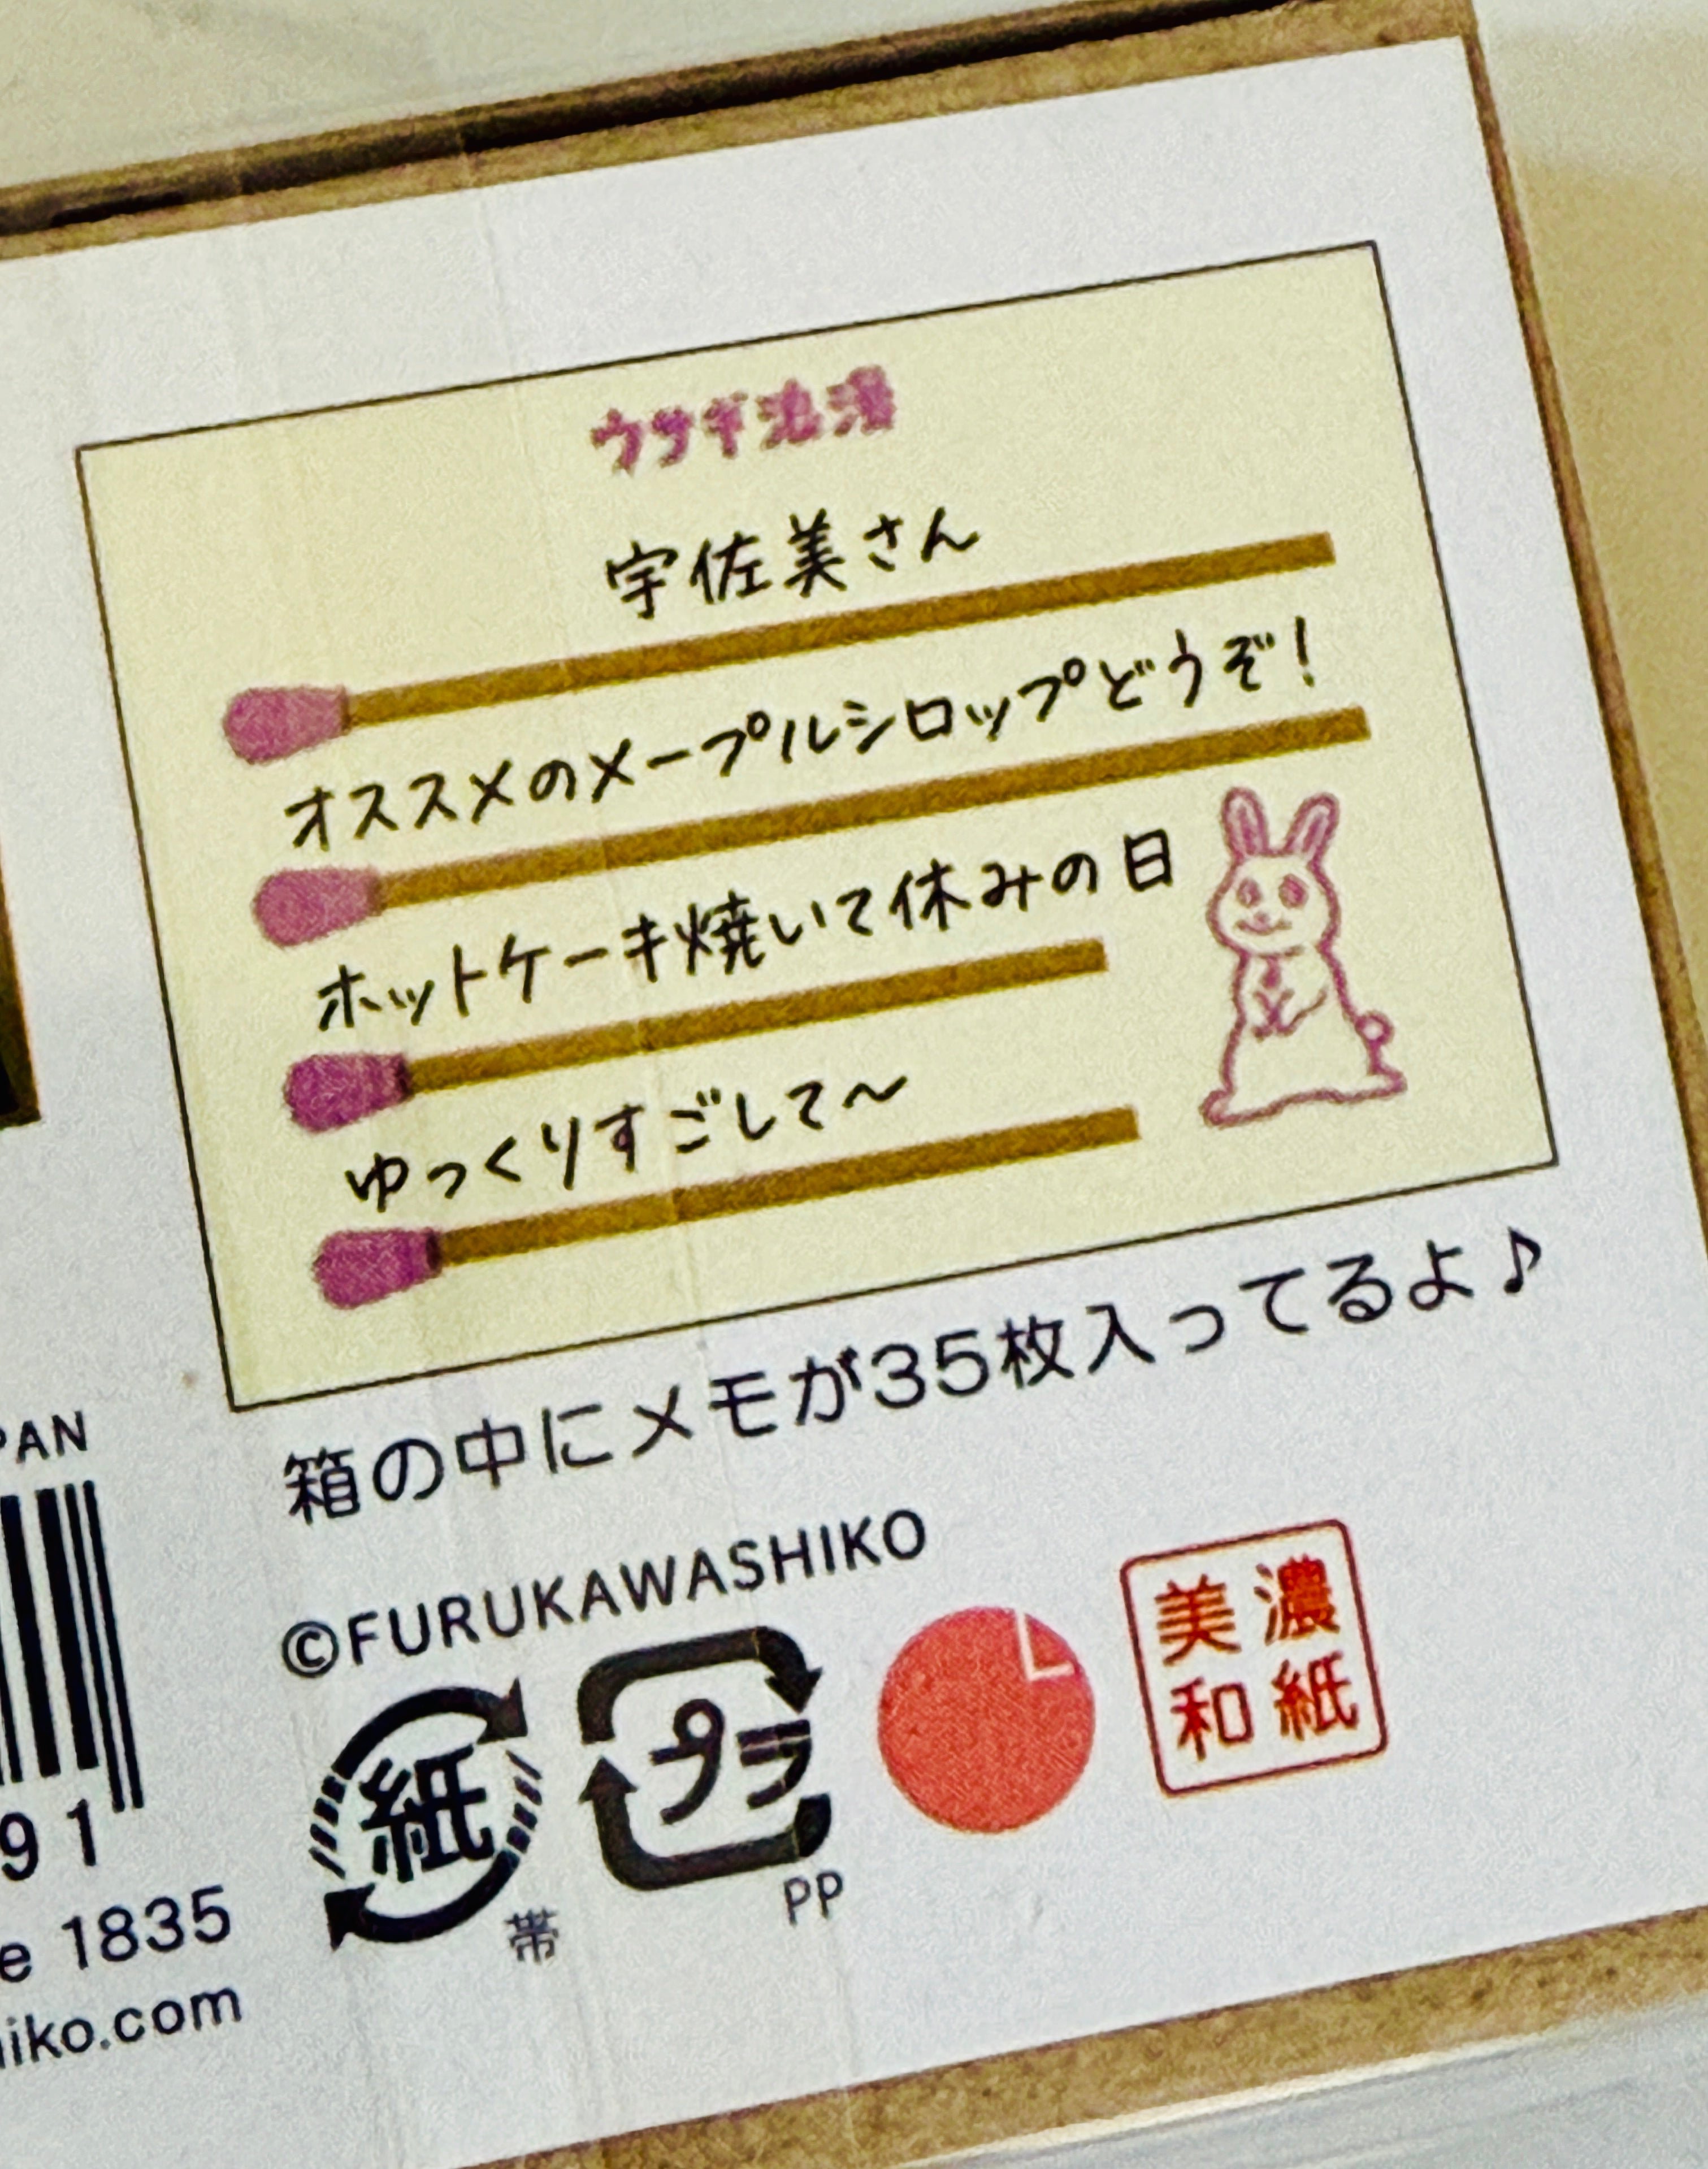 ウサギ
宇佐美さん
オススメのメープルシロップどうぞ!
ホットケーキ焼いて休みの日
ゆっくりすごして〜
箱の中にメモが35枚入ってるよ♪
PAN
©FURUKAWASHIKO
91
紙
プラ
美濃
和紙
帯
PP
e 1835
iko.com